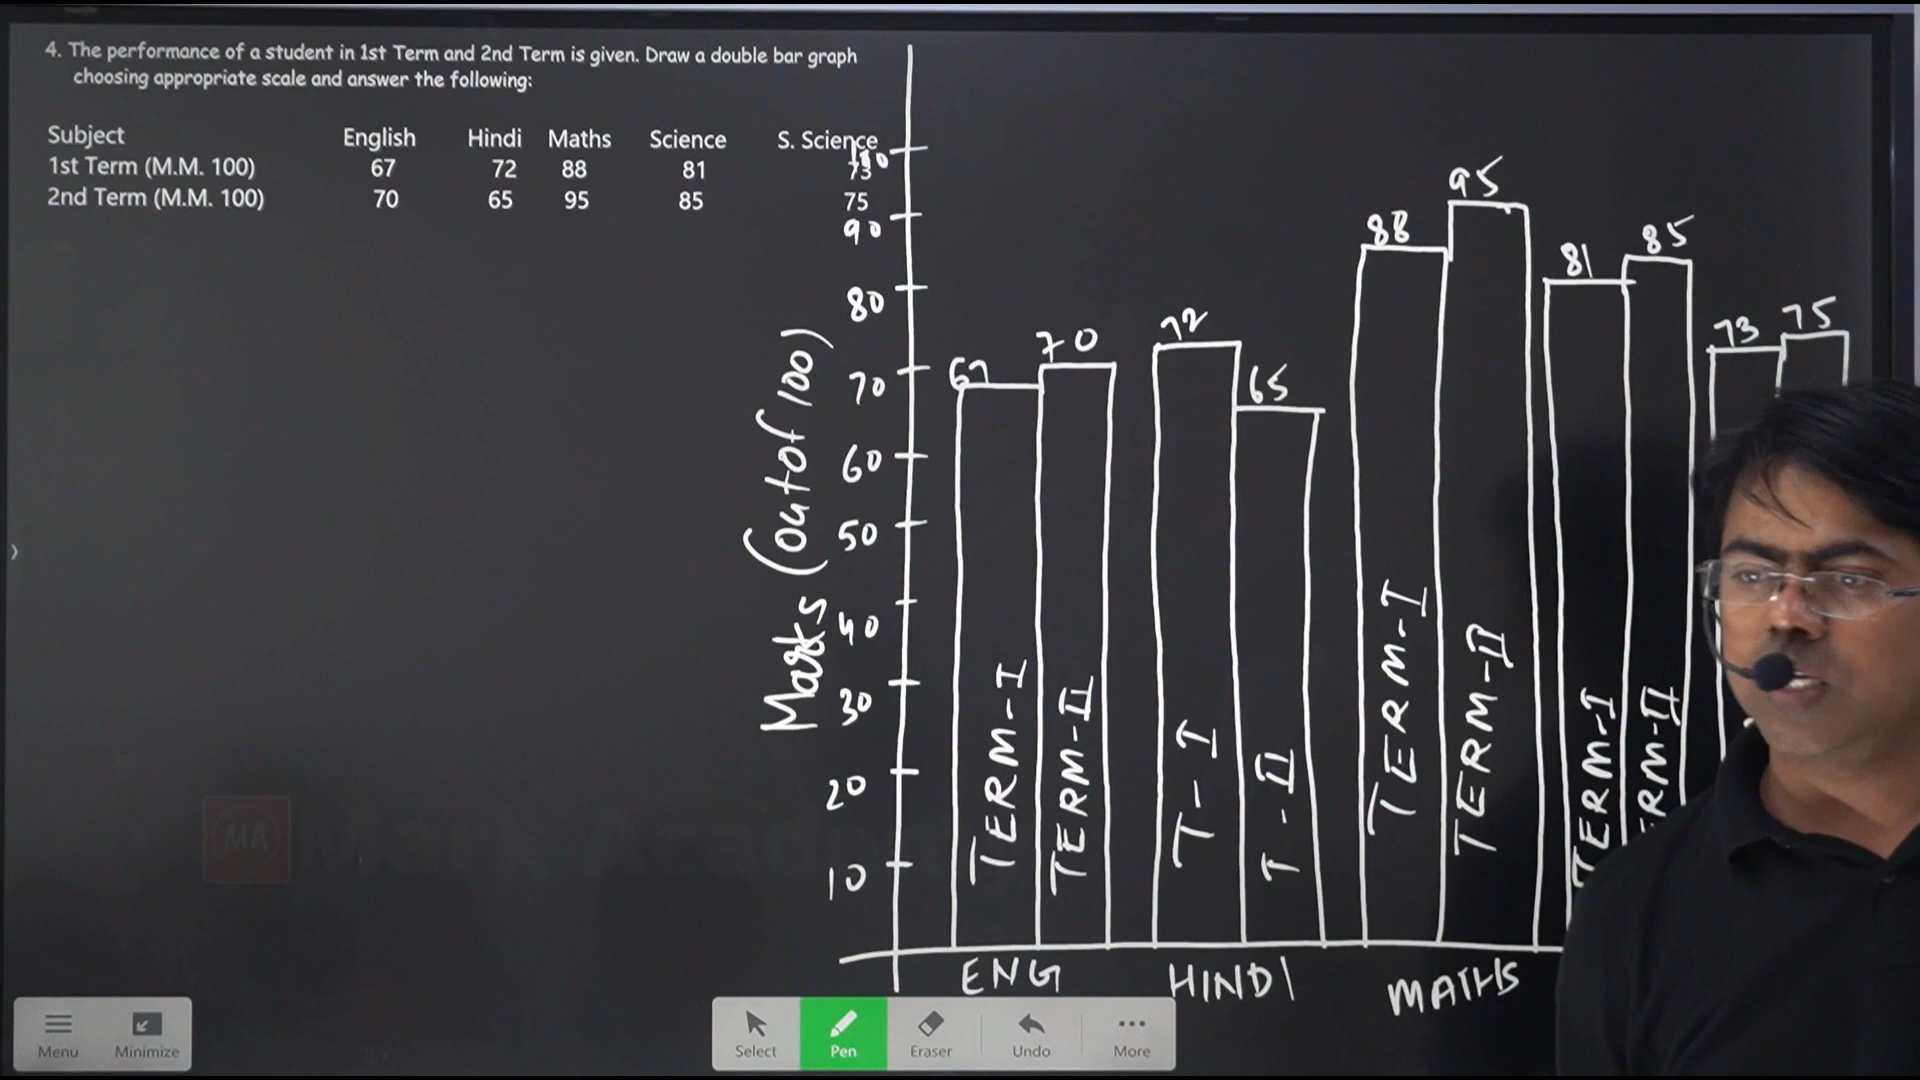 4. The performance of a student in 1st Term and 2nd Term is given. Draw a double bar graph
choosing appropriate scale and answer the following:
Subject English Hindi Maths Science S. Science
1st Term (M.M. 100) 67 72 88 81 73
2nd Term (M.M. 100) 70 65 95 85 75
90
80
70
60
50
40
30
20
10
Marks (out of 100)
67
70
72
65
88
95
81
85
73
75
TERM-I
TERM-II
T-I
T-II
TERM-I
TERM-II
TERM-I
ERM-II
ENG HINDI MATHS
MA
Menu Minimize Select Pen Eraser Undo More